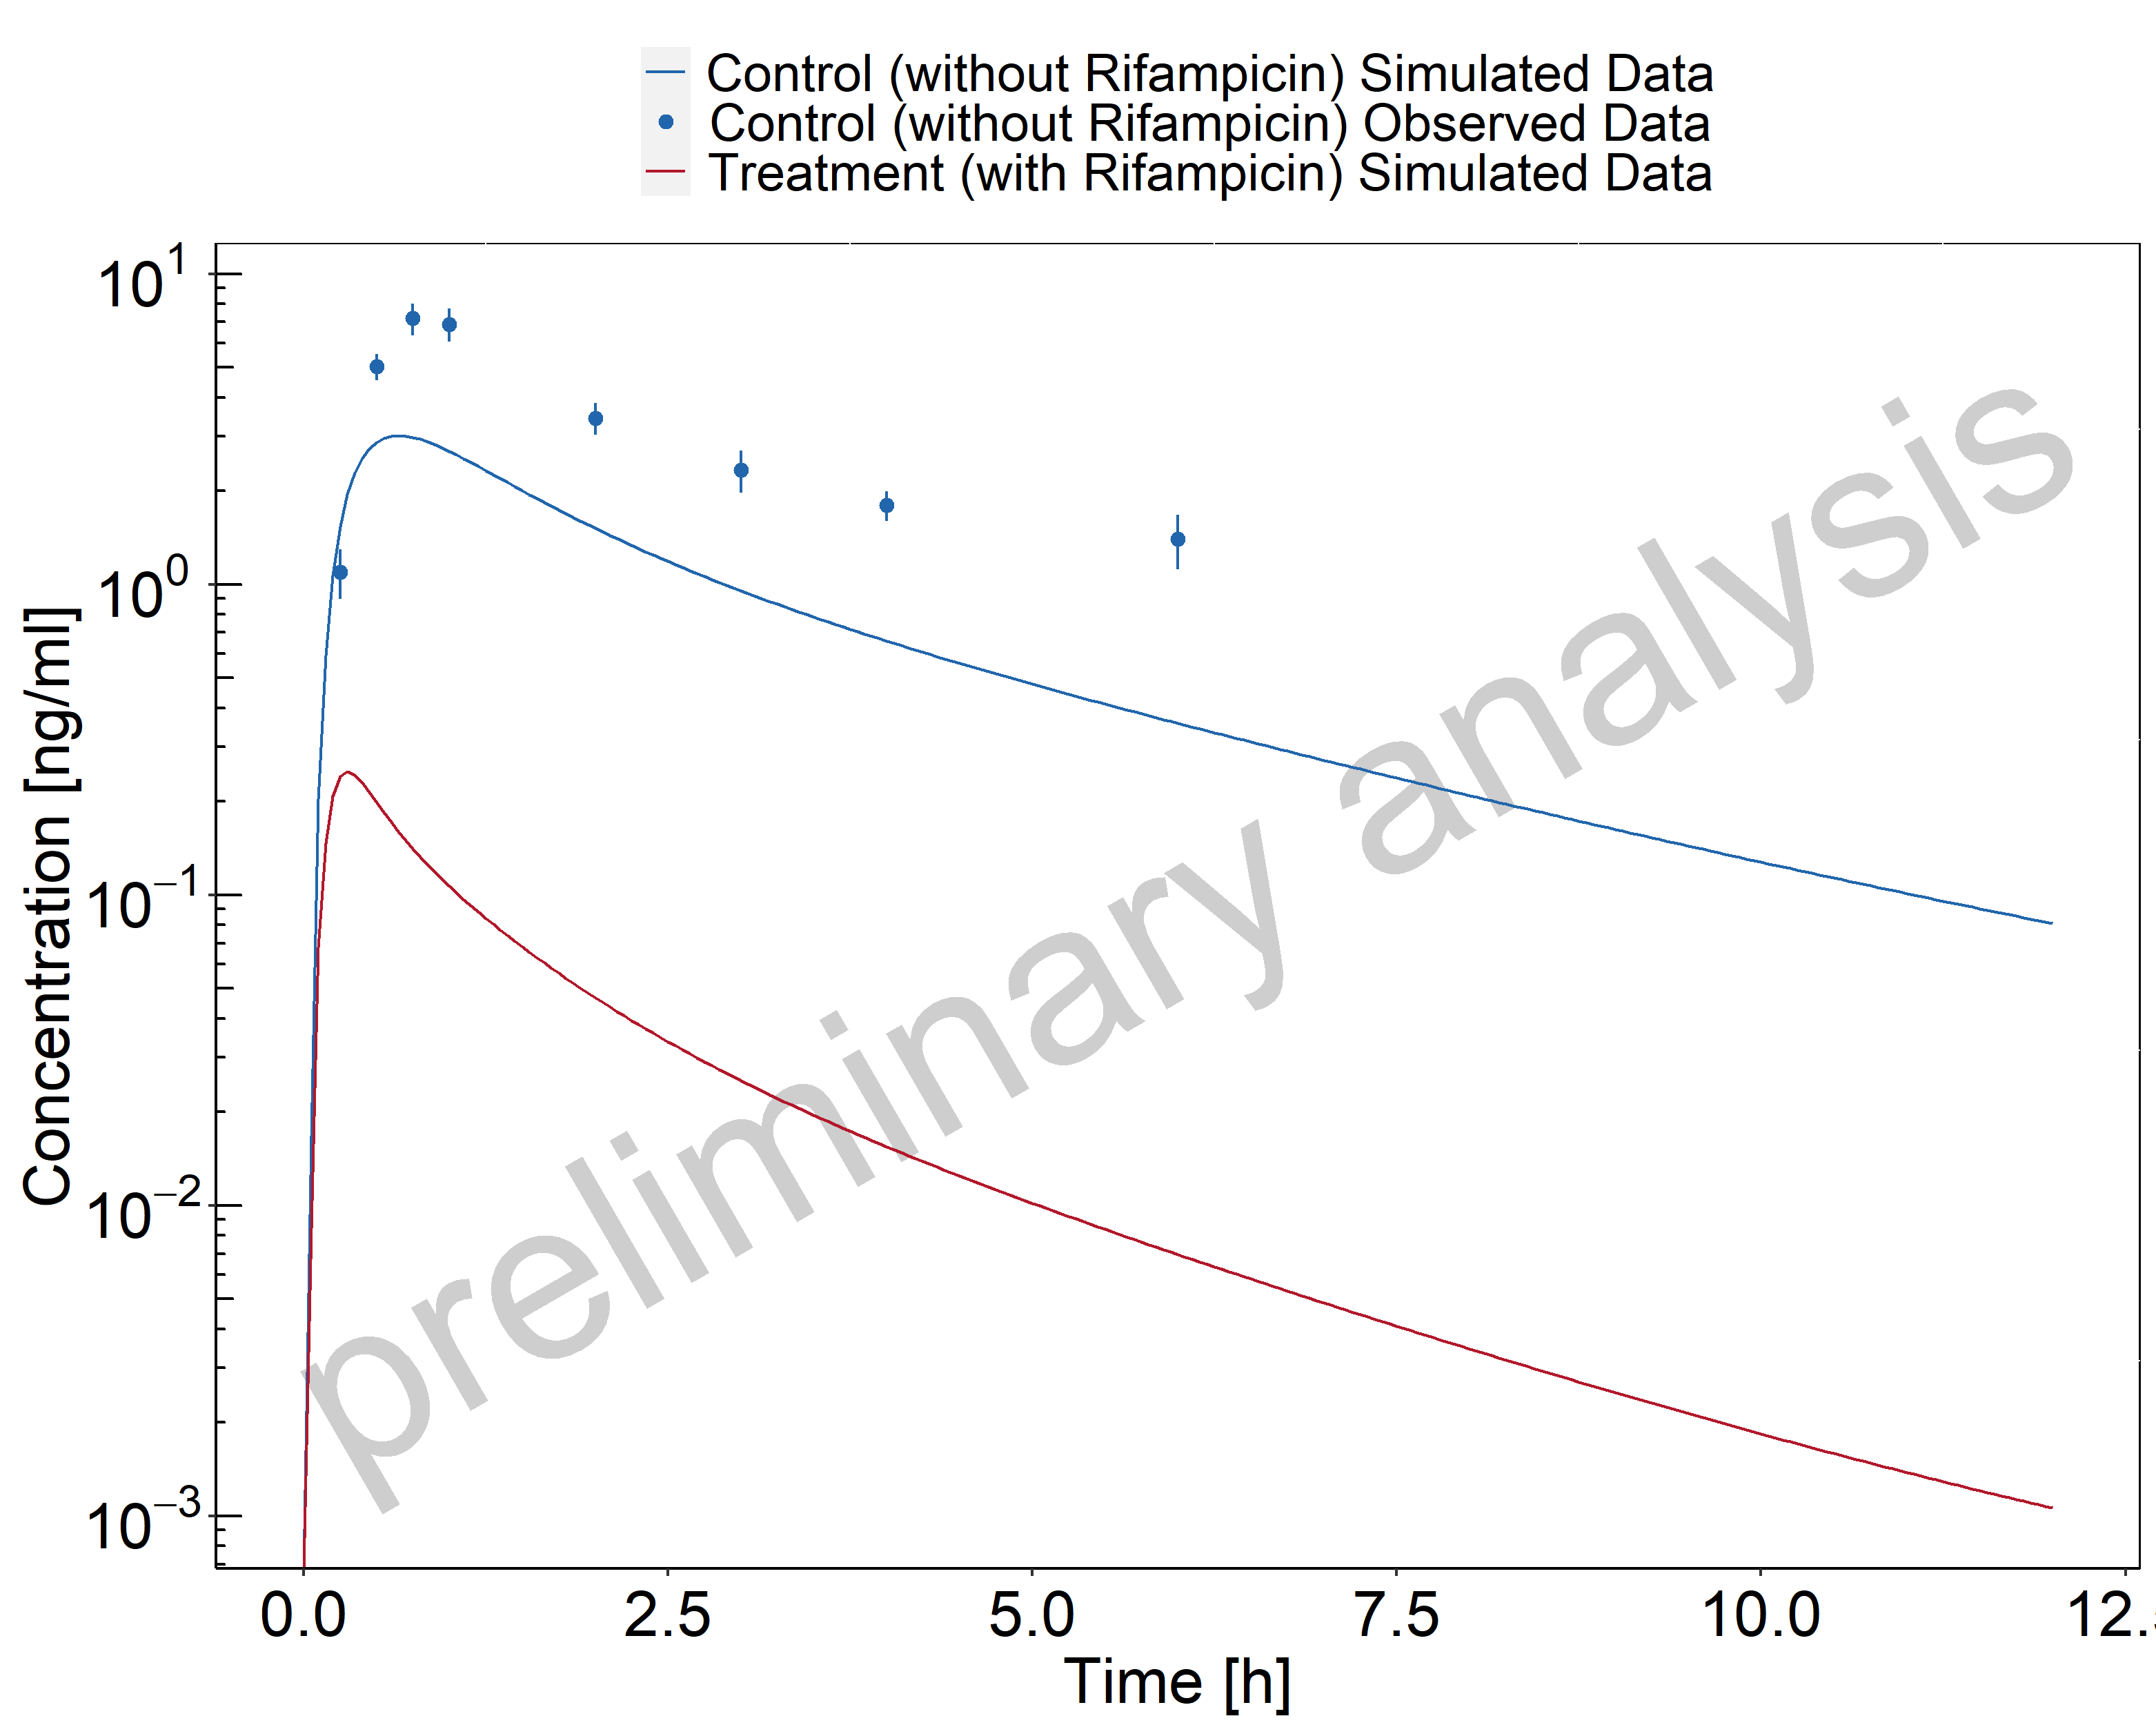 Control (without Rifampicin) Simulated Data
Control (without Rifampicin) Observed Data
Treatment (with Rifampicin) Simulated Data
10^1
10^0
10^−1
10^−2
10^−3
Concentration [ng/ml]
preliminary analysis
0.0 2.5 5.0 7.5 10.0
Time [h]